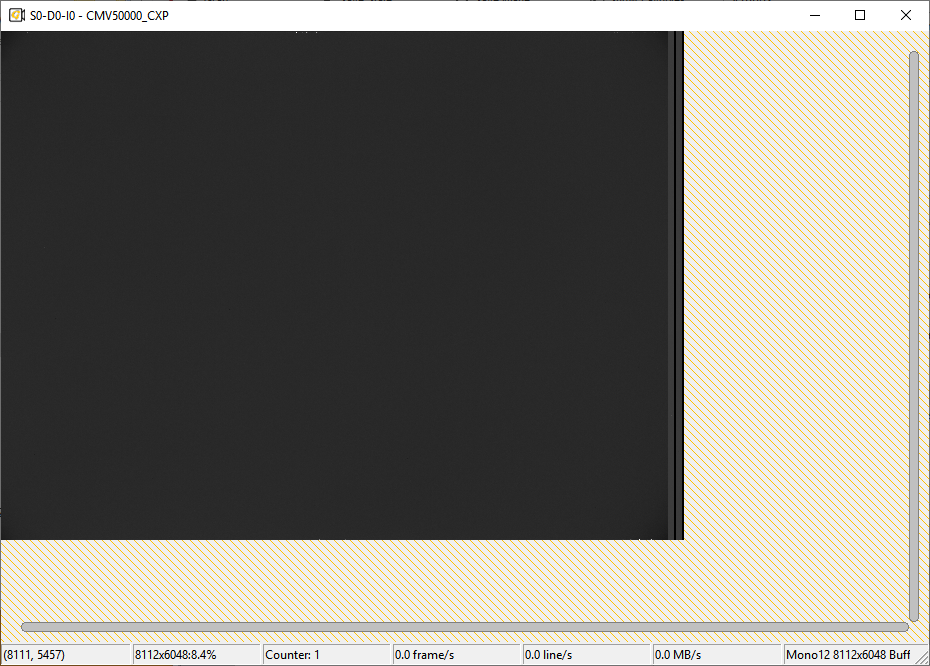 S0-D0-I0 - CMV50000_CXP
(8111, 5457)
8112x6048:8.4%
Counter: 1
0.0 frame/s
0.0 line/s
0.0 MB/s
Mono12 8112x6048 Buff